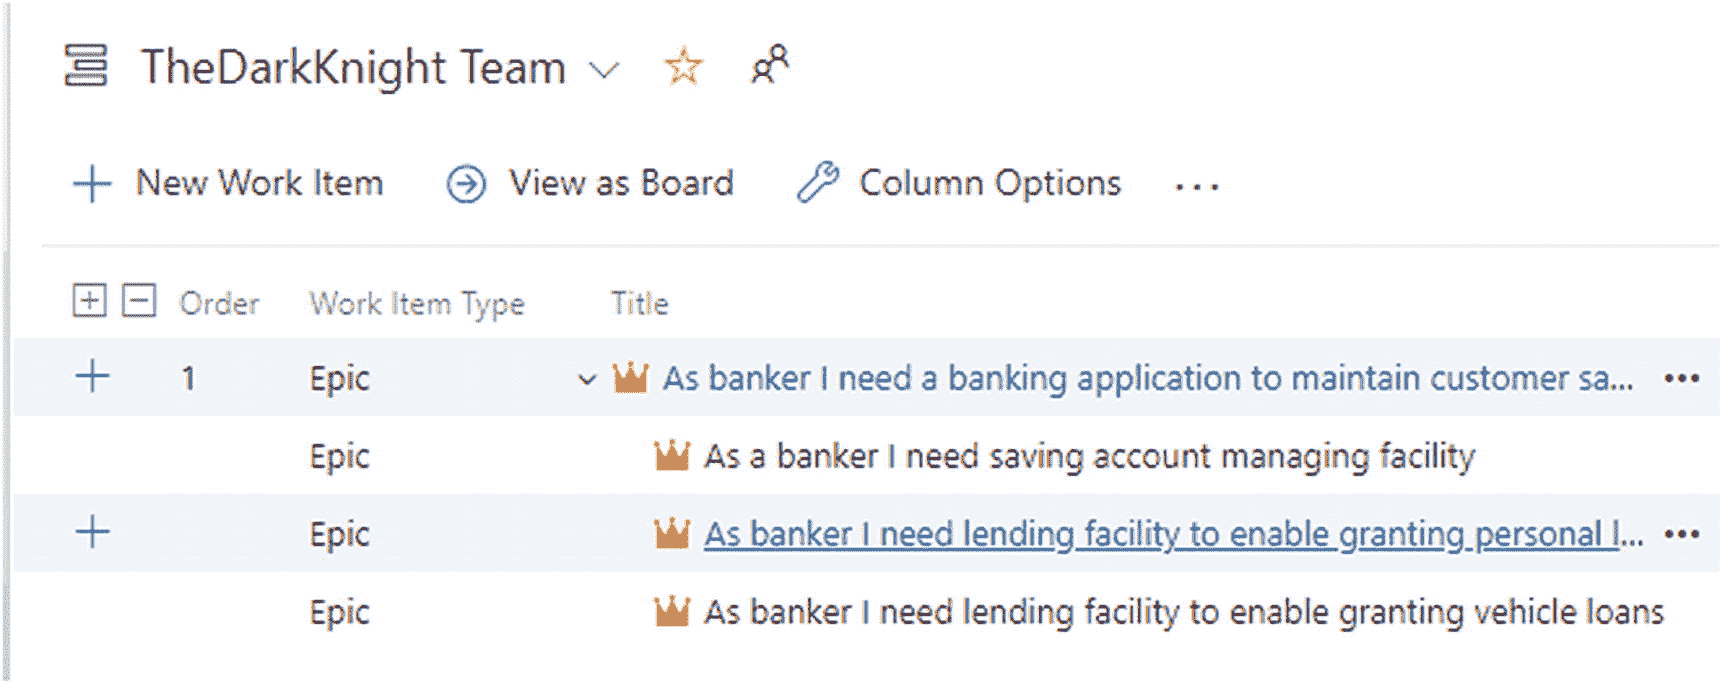 TheDarkKnight Team
New Work Item View as Board Column Options ...
Order Work Item Type Title
1 Epic As banker I need a banking application to maintain customer sa... ...
Epic As a banker I need saving account managing facility
Epic As banker I need lending facility to enable granting personal l... ...
Epic As banker I need lending facility to enable granting vehicle loans